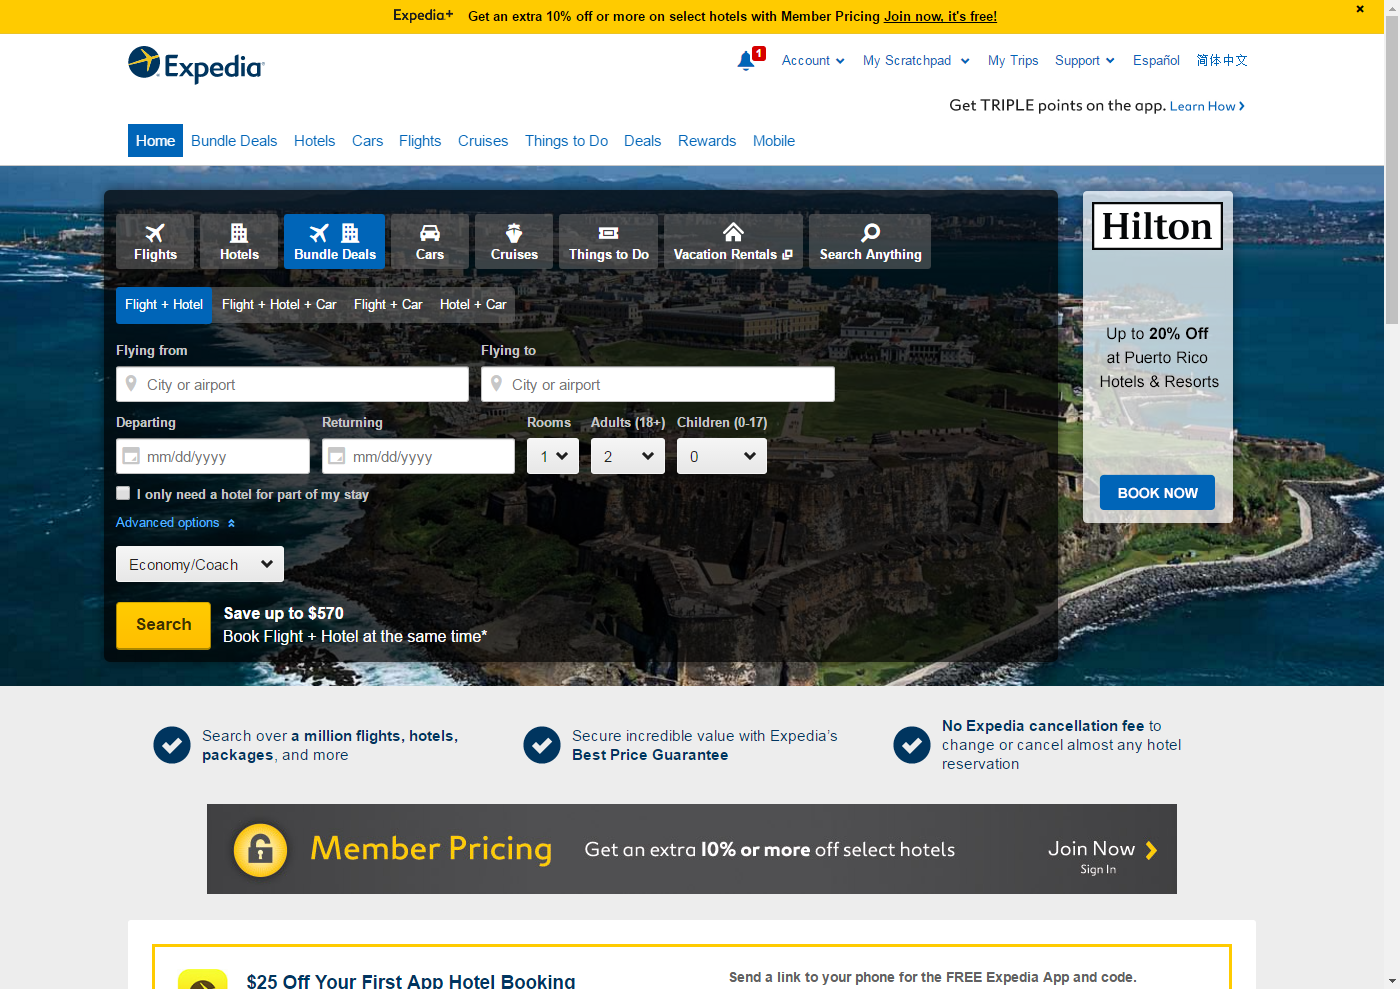 Expedia+ Get an extra 10% off or more on select hotels with Member Pricing Join now, it's free!
Expedia
1
Account
My Scratchpad
My Trips
Support
Español
简体中文
Get TRIPLE points on the app. Learn How
Home
Bundle Deals
Hotels
Cars
Flights
Cruises
Things to Do
Deals
Rewards
Mobile
Flights
Hotels
Bundle Deals
Cars
Cruises
Things to Do
Vacation Rentals
Search Anything
Flight + Hotel
Flight + Hotel + Car
Flight + Car
Hotel + Car
Flying from
Flying to
City or airport
City or airport
Departing
Returning
Rooms
Adults (18+)
Children (0-17)
mm/dd/yyyy
mm/dd/yyyy
1
2
0
I only need a hotel for part of my stay
Advanced options
Economy/Coach
Search
Save up to $570
Book Flight + Hotel at the same time*
Hilton
Up to 20% Off
at Puerto Rico
Hotels & Resorts
BOOK NOW
Search over a million flights, hotels,
packages, and more
Secure incredible value with Expedia's
Best Price Guarantee
No Expedia cancellation fee to
change or cancel almost any hotel
reservation
Member Pricing
Get an extra 10% or more off select hotels
Join Now
Sign In
$25 Off Your First App Hotel Booking
Send a link to your phone for the FREE Expedia App and code.